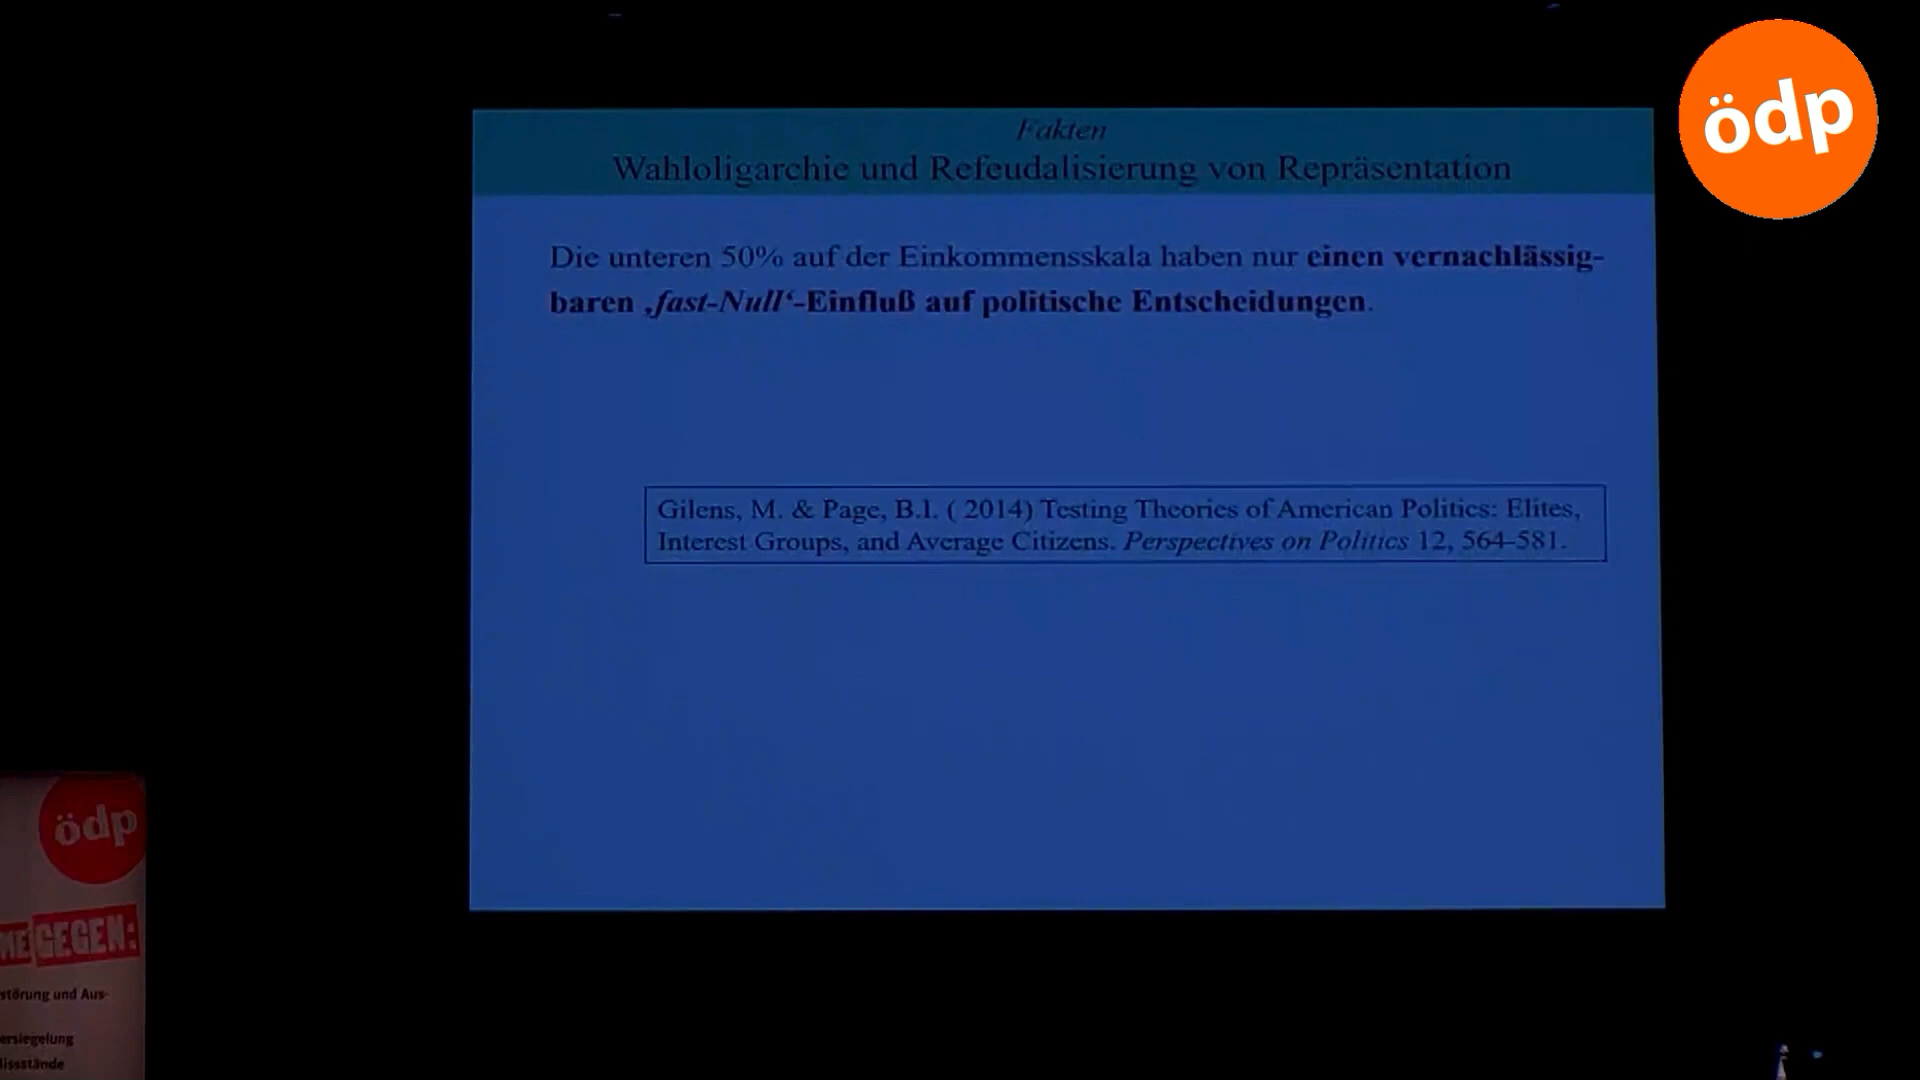 ödp
Fakten
Wahloligarchie und Refeudalisierung von Repräsentation
Die unteren 50% auf der Einkommensskala haben nur einen vernachlässig-
baren ‚fast-Null‘-Einfluß auf politische Entscheidungen.
Gilens, M. & Page, B.I. ( 2014) Testing Theories of American Politics: Elites,
Interest Groups, and Average Citizens. Perspectives on Politics 12, 564–581.
ödp
ME GEGEN:
störung und Aus-
ersiegelung
lissstände